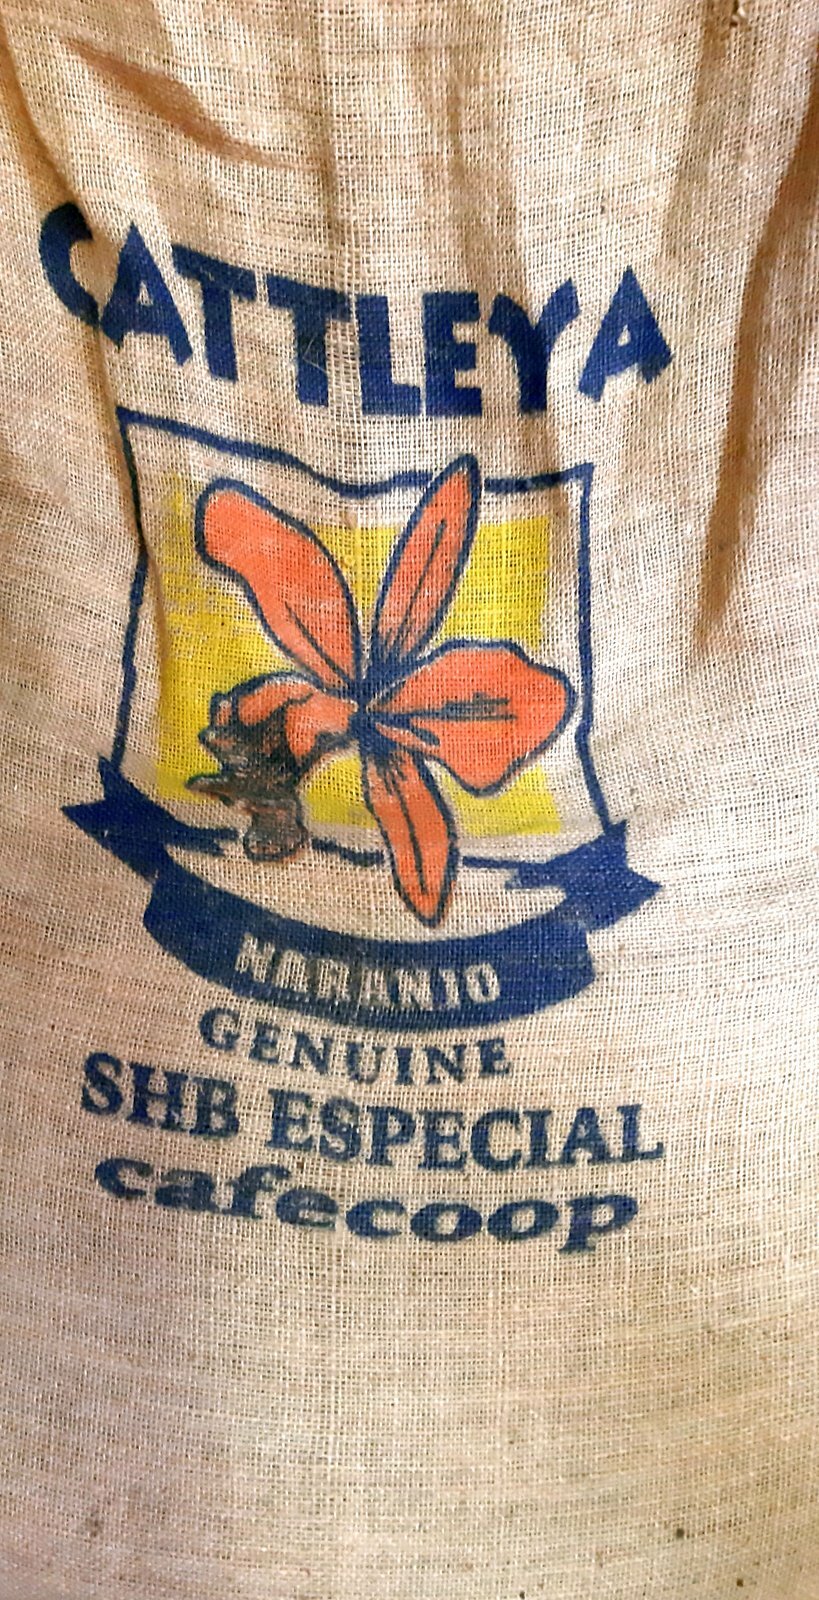 CATTLEYA
NARANJO
GENUINE
SHB ESPECIAL
cafecoop